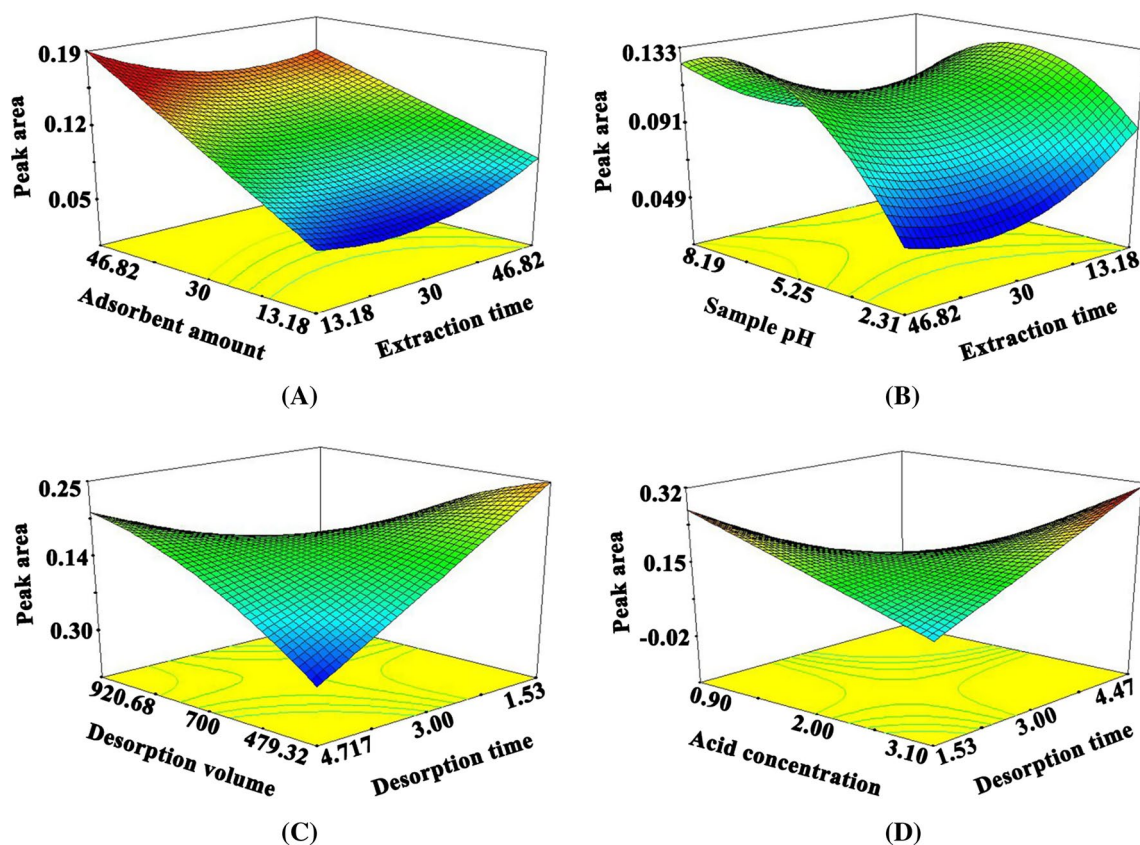 0.19
0.12
0.05
Peak area
46.82
30
13.18
Adsorbent amount
13.18
30
46.82
Extraction time
(A)
0.133
0.091
0.049
Peak area
8.19
5.25
2.31
Sample pH
46.82
30
13.18
Extraction time
(B)
0.25
0.14
0.30
Peak area
920.68
700
479.32
Desorption volume
4.717
3.00
1.53
Desorption time
(C)
0.32
0.15
-0.02
Peak area
0.90
2.00
3.10
Acid concentration
1.53
3.00
4.47
Desorption time
(D)